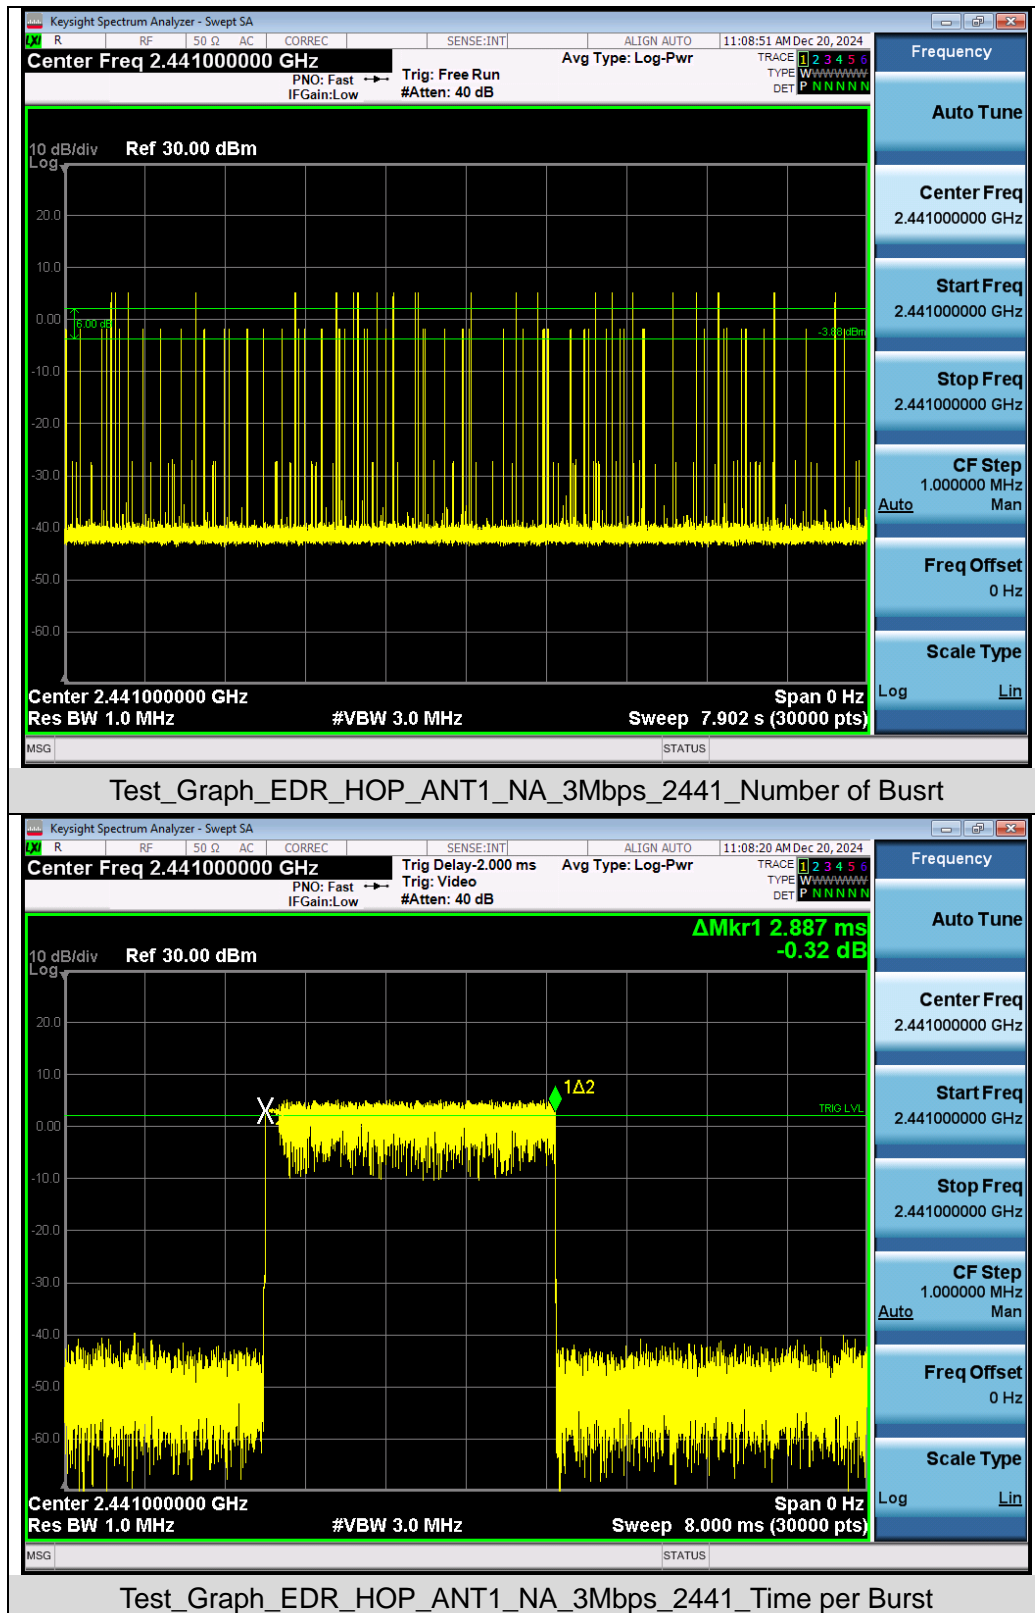 Keysight Spectrum Analyzer - Swept SA
LXI R RF 50 Ω AC CORREC SENSE:INT ALIGN AUTO 11:08:51 AM Dec 20, 2024
Center Freq 2.441000000 GHz
PNO: Fast
IFGain:Low
Trig: Free Run
#Atten: 40 dB
Avg Type: Log-Pwr
TRACE 1 2 3 4 5 6
TYPE WWWWWW
DET P N N N N N
10 dB/div Ref 30.00 dBm
Log
20.0
10.0
0.00
6.00 dB
-3.88 dBm
-10.0
-20.0
-30.0
-40.0
-50.0
-60.0
Center 2.441000000 GHz Span 0 Hz
Res BW 1.0 MHz #VBW 3.0 MHz Sweep 7.902 s (30000 pts)
MSG STATUS
Frequency
Auto Tune
Center Freq
2.441000000 GHz
Start Freq
2.441000000 GHz
Stop Freq
2.441000000 GHz
CF Step
1.000000 MHz
Auto Man
Freq Offset
0 Hz
Scale Type
Log Lin
Test_Graph_EDR_HOP_ANT1_NA_3Mbps_2441_Number of Busrt
Keysight Spectrum Analyzer - Swept SA
LXI R RF 50 Ω AC CORREC SENSE:INT ALIGN AUTO 11:08:20 AM Dec 20, 2024
Center Freq 2.441000000 GHz
PNO: Fast
IFGain:Low
Trig Delay-2.000 ms
Trig: Video
#Atten: 40 dB
Avg Type: Log-Pwr
TRACE 1 2 3 4 5 6
TYPE WWWWWW
DET P N N N N N
ΔMkr1 2.887 ms
-0.32 dB
10 dB/div Ref 30.00 dBm
Log
20.0
10.0
1Δ2
TRIG LVL
0.00
-10.0
-20.0
-30.0
-40.0
-50.0
-60.0
Center 2.441000000 GHz Span 0 Hz
Res BW 1.0 MHz #VBW 3.0 MHz Sweep 8.000 ms (30000 pts)
MSG STATUS
Frequency
Auto Tune
Center Freq
2.441000000 GHz
Start Freq
2.441000000 GHz
Stop Freq
2.441000000 GHz
CF Step
1.000000 MHz
Auto Man
Freq Offset
0 Hz
Scale Type
Log Lin
Test_Graph_EDR_HOP_ANT1_NA_3Mbps_2441_Time per Burst